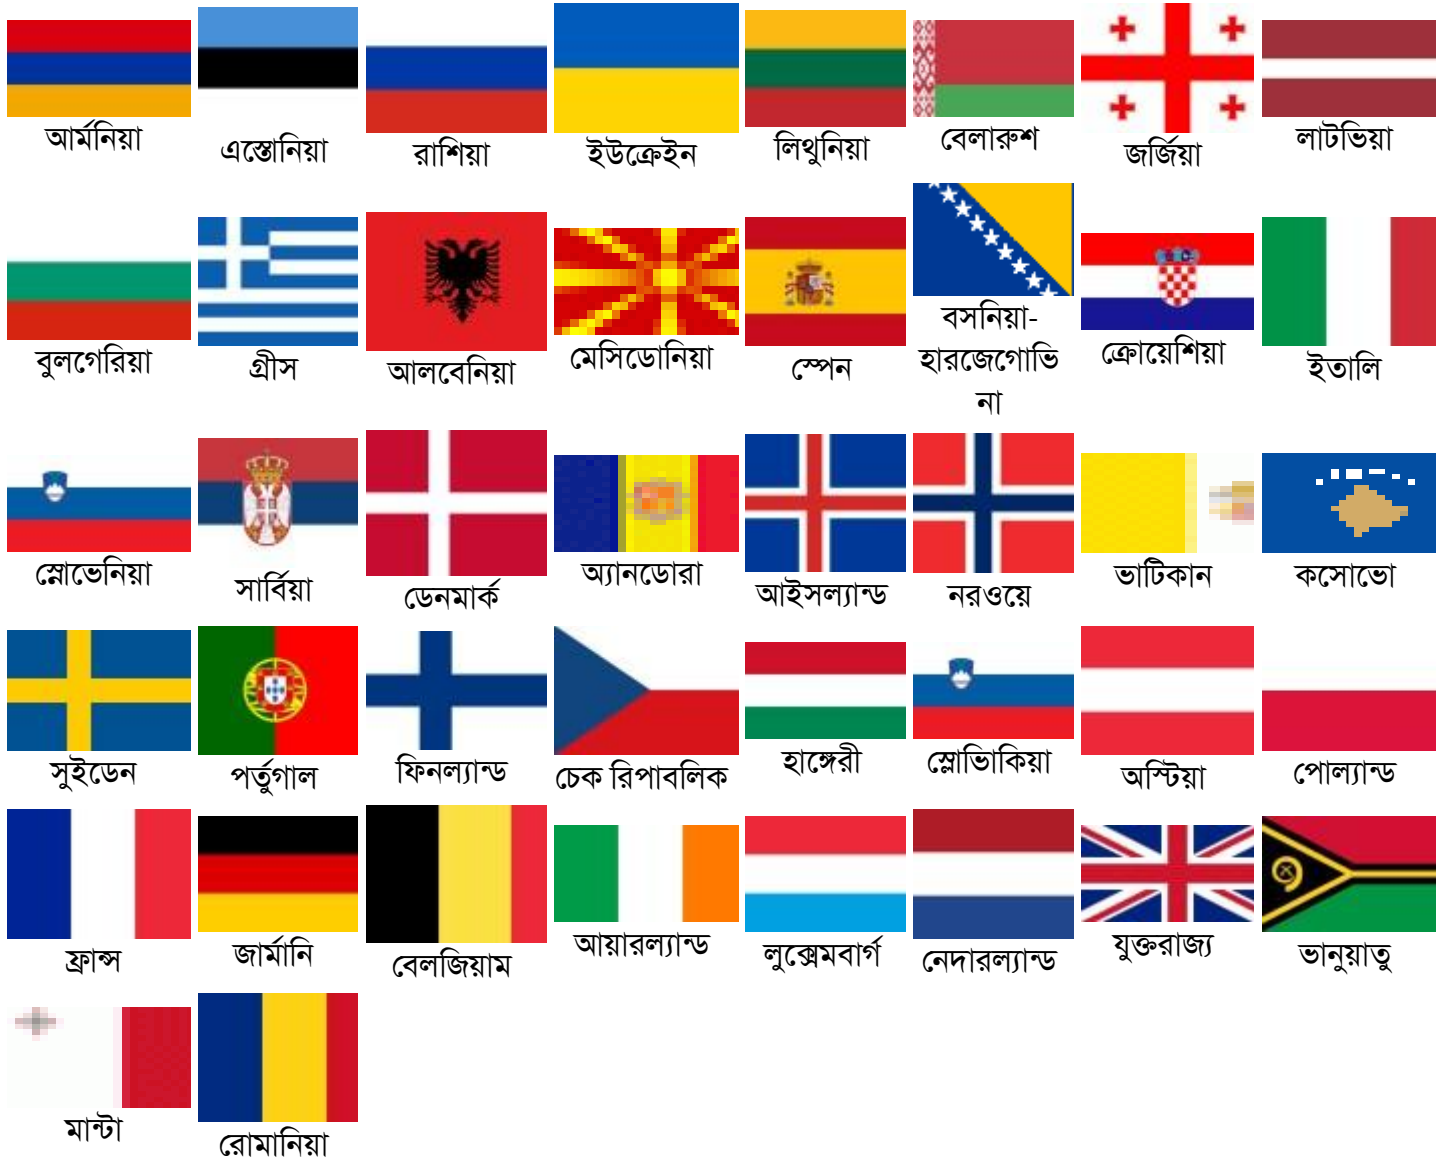 আর্মনিয়া
এস্তোনিয়া
রাশিয়া
ইউক্রেইন
লিথুনিয়া
বেলারুশ
জর্জিয়া
লাটভিয়া
বুলগেরিয়া
গ্রীস
আলবেনিয়া
মেসিডোনিয়া
স্পেন
বসনিয়া-
হারজেগোভি
না
ক্রোয়েশিয়া
ইতালি
স্লোভেনিয়া
সার্বিয়া
ডেনমার্ক
অ্যানডোরা
আইসল্যান্ড
নরওয়ে
ভাটিকান
কসোভো
সুইডেন
পর্তুগাল
ফিনল্যান্ড
চেক রিপাবলিক
হাঙ্গেরী
স্লোভািকিয়া
অস্টিয়া
পোল্যান্ড
ফ্রান্স
জার্মানি
বেলজিয়াম
আয়ারল্যান্ড
লুক্সেমবার্গ
নেদারল্যান্ড
যুক্তরাজ্য
ভানুয়াতু
মান্টা
রোমানিয়া